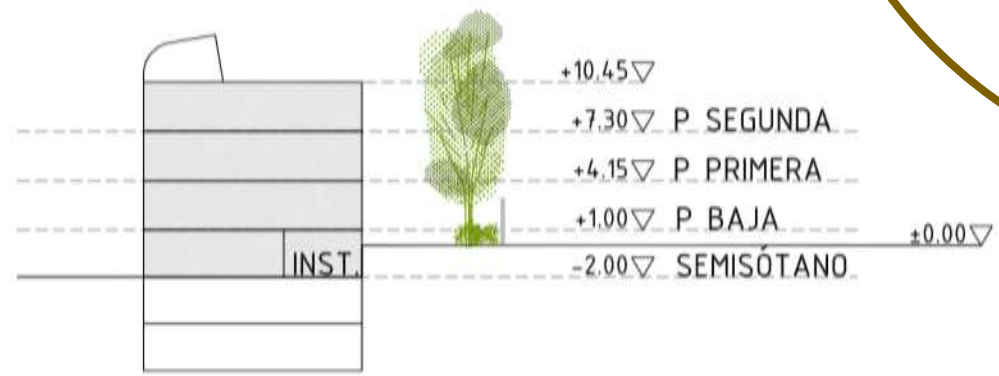 +10.45
+7.30 P SEGUNDA
+4.15 P PRIMERA
+1.00 P BAJA
±0.00
INST.
-2.00 SEMISÓTANO